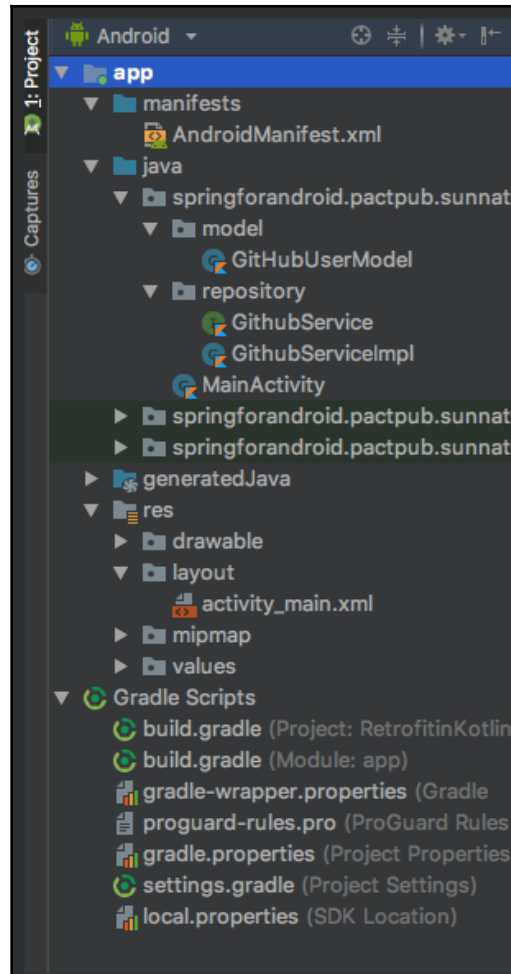 1: Project
Captures
Android
app
manifests
AndroidManifest.xml
java
springforandroid.pactpub.sunnat
model
GitHubUserModel
repository
GithubService
GithubServiceImpl
MainActivity
springforandroid.pactpub.sunnat
springforandroid.pactpub.sunnat
generatedJava
res
drawable
layout
activity_main.xml
mipmap
values
Gradle Scripts
build.gradle (Project: RetrofitinKotlin
build.gradle (Module: app)
gradle-wrapper.properties (Gradle
proguard-rules.pro (ProGuard Rules
gradle.properties (Project Properties
settings.gradle (Project Settings)
local.properties (SDK Location)